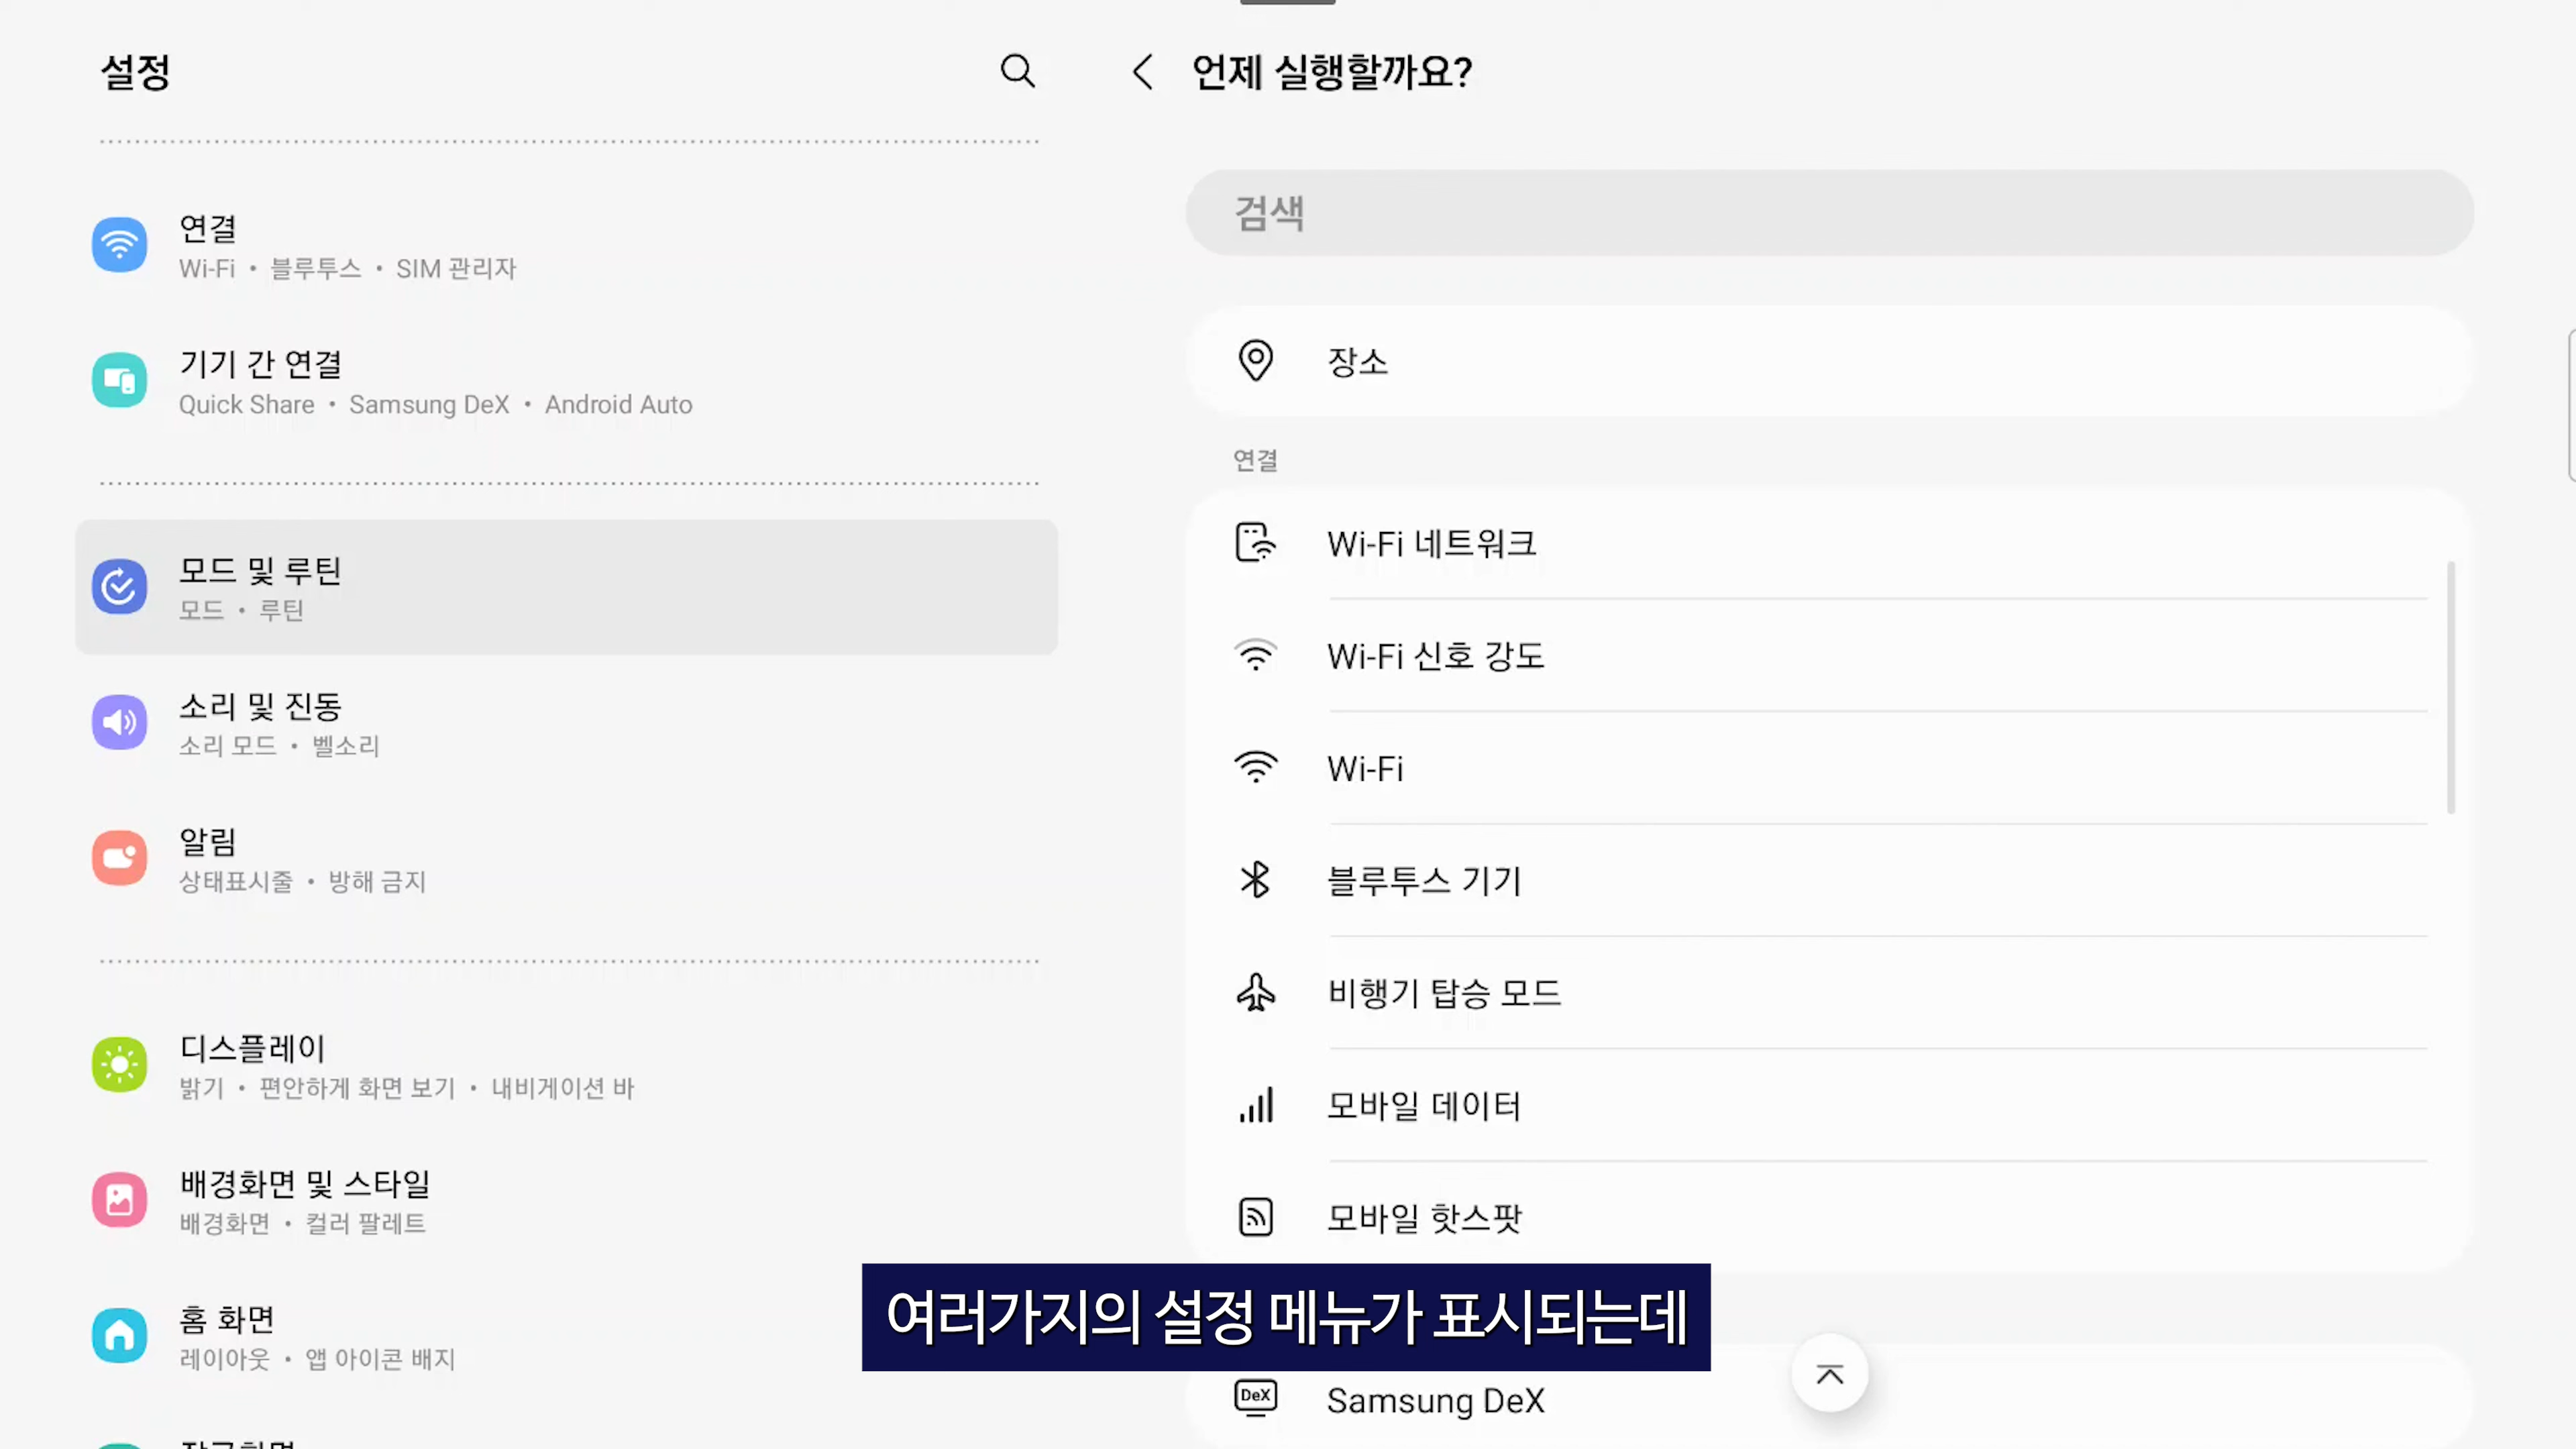 설정
연결
Wi-Fi • 블루투스 • SIM 관리자
기기 간 연결
Quick Share • Samsung DeX • Android Auto
모드 및 루틴
모드 • 루틴
소리 및 진동
소리 모드 • 벨소리
알림
상태표시줄 • 방해 금지
디스플레이
밝기 • 편안하게 화면 보기 • 내비게이션 바
배경화면 및 스타일
배경화면 • 컬러 팔레트
홈 화면
레이아웃 • 앱 아이콘 배지
언제 실행할까요?
검색
장소
연결
Wi-Fi 네트워크
Wi-Fi 신호 강도
Wi-Fi
블루투스 기기
비행기 탑승 모드
모바일 데이터
모바일 핫스팟
여러가지의 설정 메뉴가 표시되는데
DeX
Samsung DeX